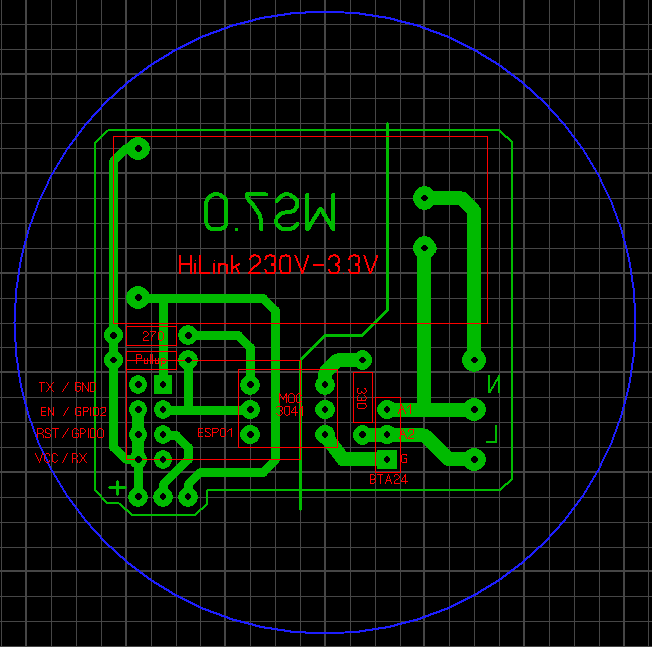 0.7SW
HiLink 230V-3.3V
270
Pullup
TX / GND
EN / GPIO2
RST / GPIO0
VCC / RX
ESP01
MOC
3041
330
A1
A2
G
BTA24
N
L
+